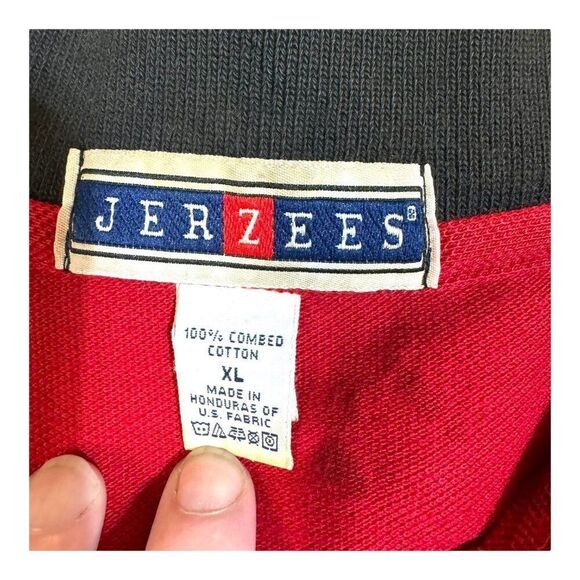 JERZEES®
100% COMBED
COTTON
XL
MADE IN
HONDURAS OF
U.S. FABRIC